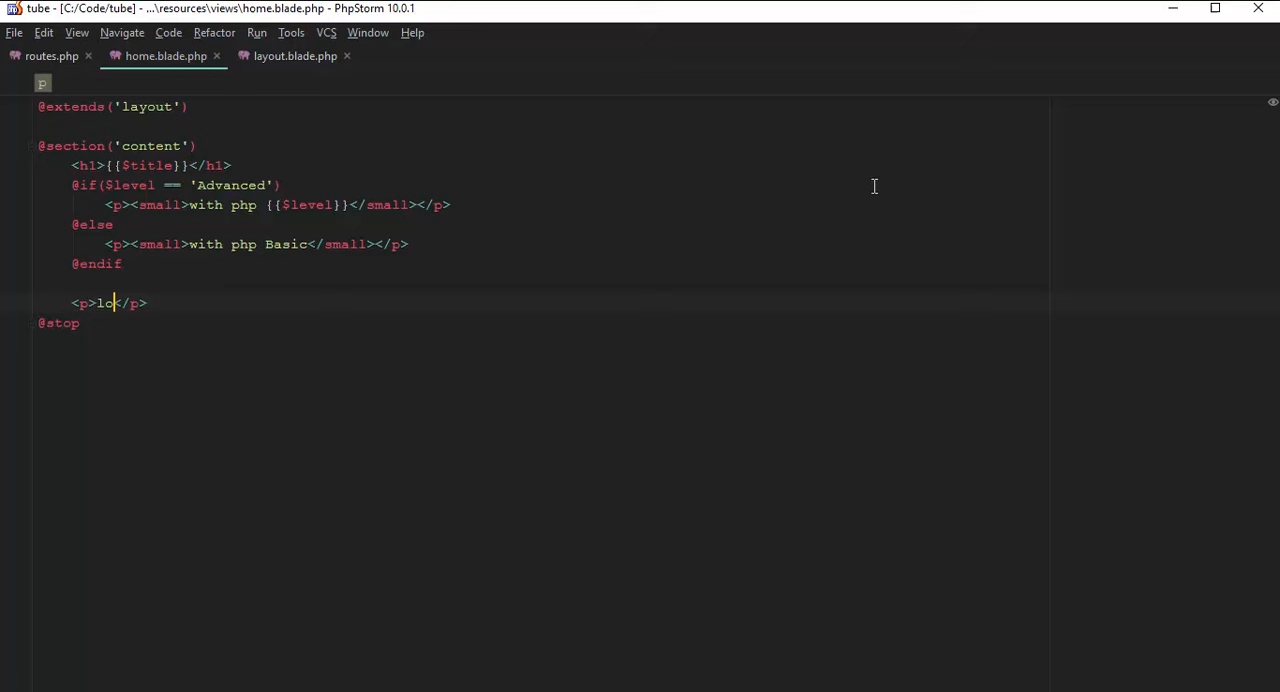 tube - [C:/Code/tube] - ...\resources\views\home.blade.php - PhpStorm 10.0.1
File Edit View Navigate Code Refactor Run Tools VCS Window Help
routes.php home.blade.php layout.blade.php
p
@extends('layout')
@section('content')
<h1>{{$title}}</h1>
@if($level == 'Advanced')
<p><small>with php {{$level}}</small></p>
@else
<p><small>with php Basic</small></p>
@endif
<p>lo</p>
@stop